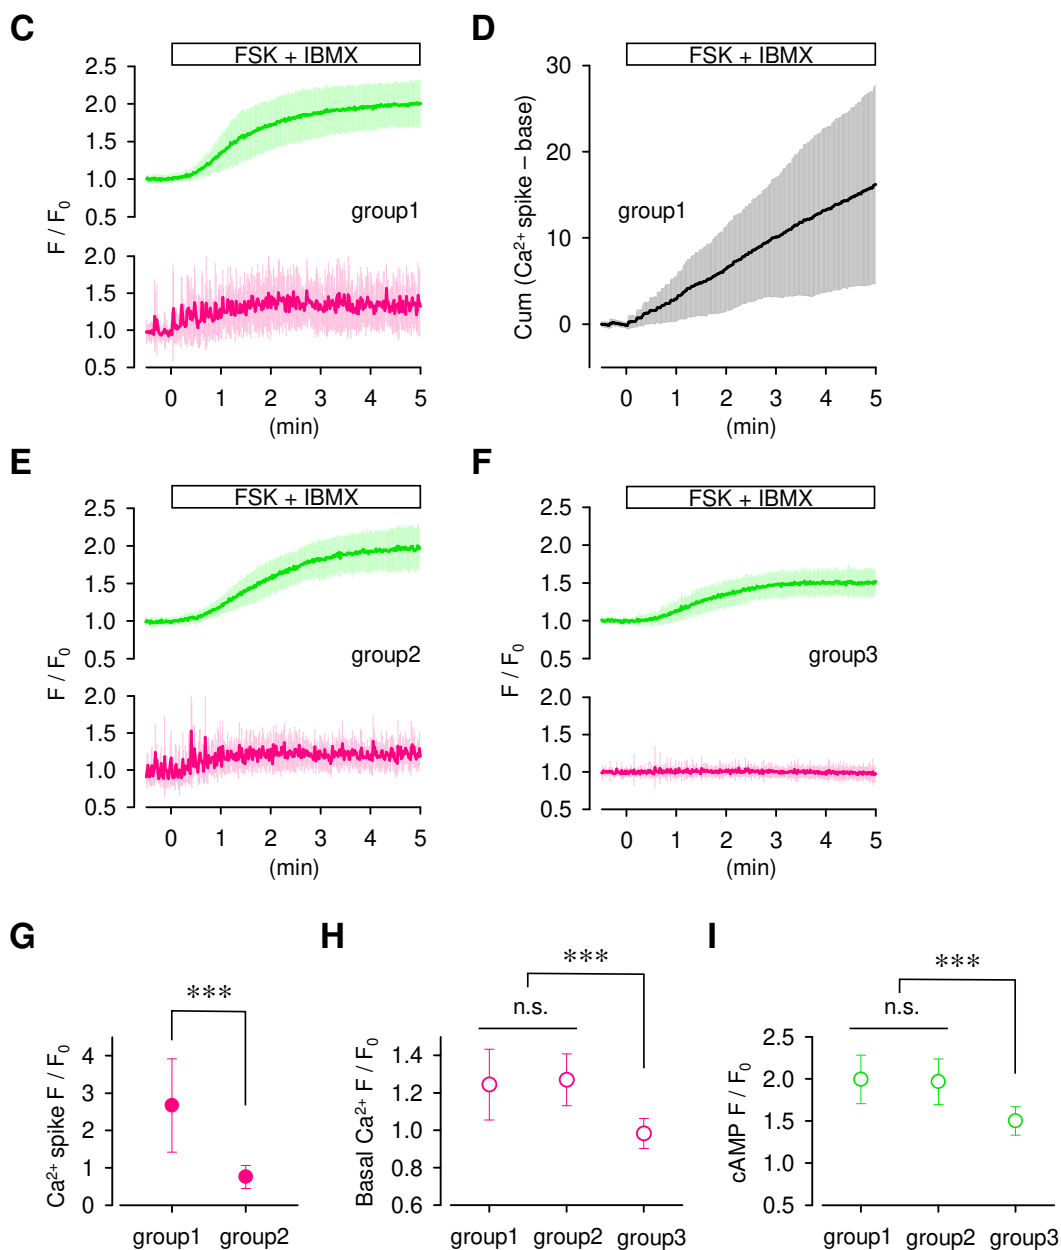 C
FSK + IBMX
2.5
2.0
1.5
1.0
0.5
group1
2.0
1.5
1.0
0.5
F / F0
0 1 2 3 4 5
(min)
D
FSK + IBMX
30
20
10
0
group1
Cum (Ca²⁺ spike – base)
0 1 2 3 4 5
(min)
E
FSK + IBMX
2.5
2.0
1.5
1.0
0.5
group2
2.0
1.5
1.0
0.5
F / F0
0 1 2 3 4 5
(min)
F
FSK + IBMX
2.5
2.0
1.5
1.0
0.5
group3
2.0
1.5
1.0
0.5
F / F0
0 1 2 3 4 5
(min)
G
***
4
3
2
1
0
Ca²⁺ spike F / F0
group1 group2
H
***
n.s.
1.4
1.2
1.0
0.8
0.6
Basal Ca²⁺ F / F0
group1 group2 group3
I
***
n.s.
2.5
2.0
1.5
1.0
0.5
cAMP F / F0
group1 group2 group3